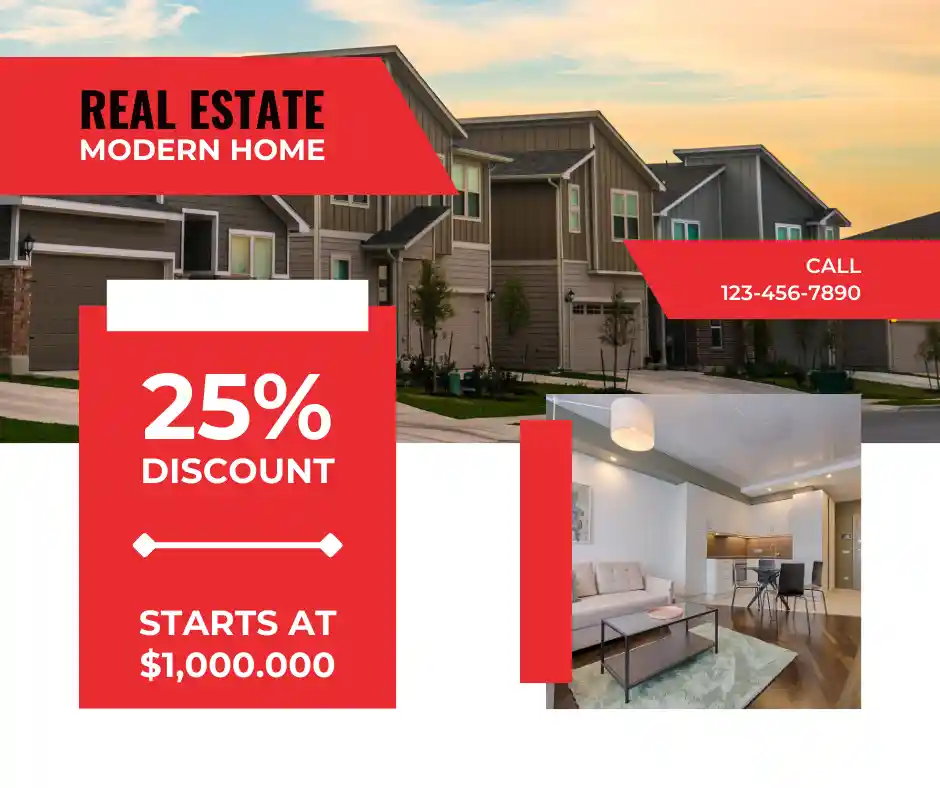 REAL ESTATE
MODERN HOME
CALL
123-456-7890
25%
DISCOUNT
STARTS AT
$1,000.000